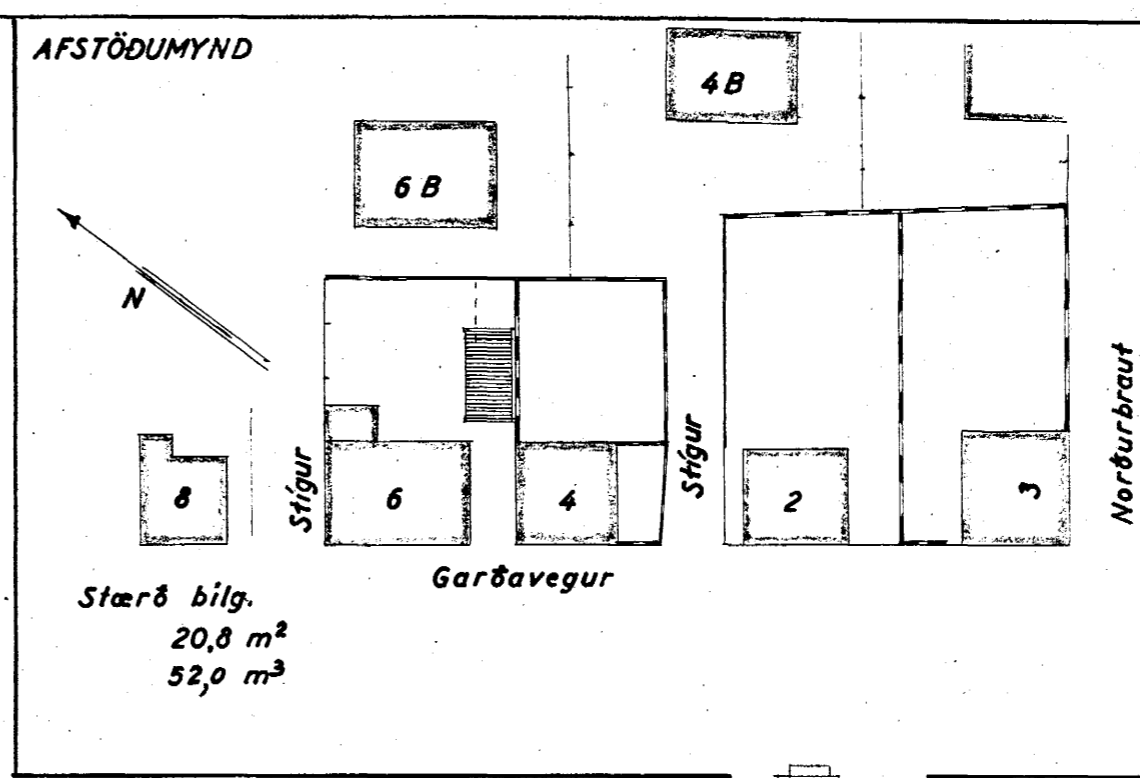 AFSTÖÐUMYND
4B
6 B
N
Stígur
8
6
4
Stígur
2
3
Norðurbraut
Garðavegur
Stærð bílg.
20,8 m²
52,0 m³